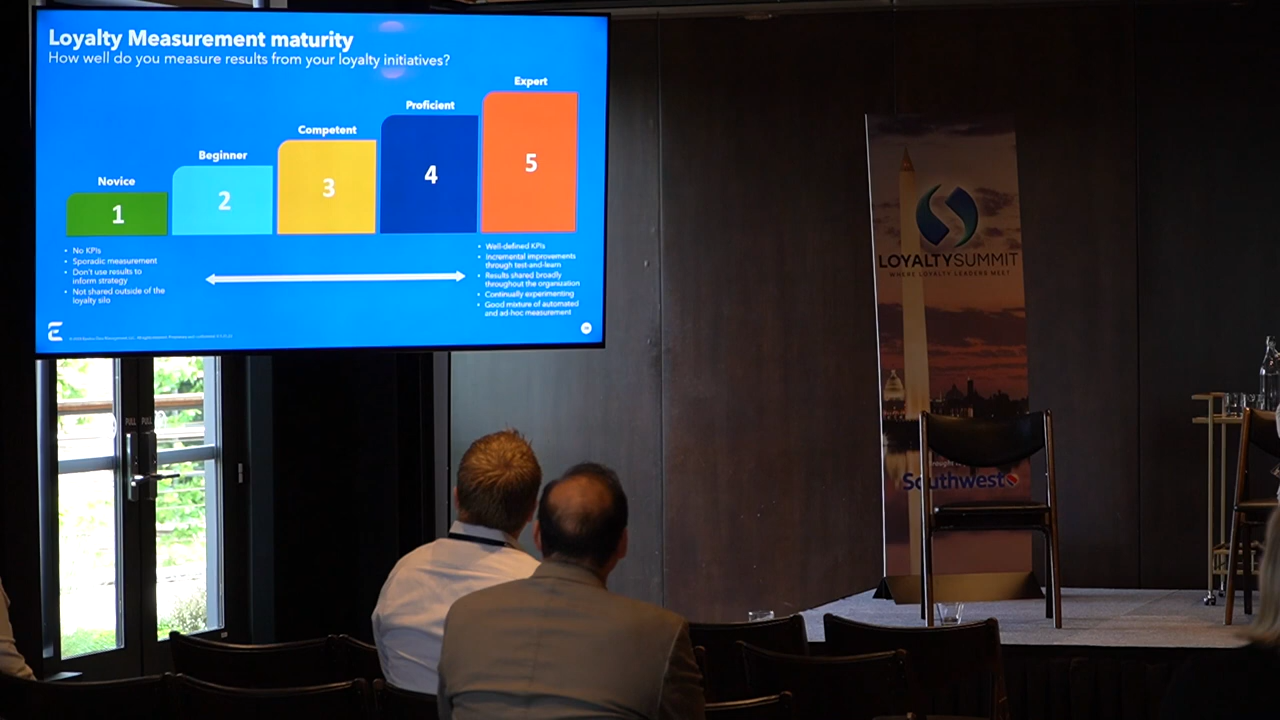 Loyalty Measurement maturity
How well do you measure results from your loyalty initiatives?
Novice
1
Beginner
2
Competent
3
Proficient
4
Expert
5
• No KPIs
• Sporadic measurement
• Don't use results to
inform strategy
• Not shared outside of the
loyalty silo
• Well-defined KPIs
• Incremental improvements
through test-and-learn
• Results shared broadly
throughout the organization
• Continually experimenting
• Good mixture of automated
and ad-hoc measurement
LOYALTYSUMMIT
WHERE LOYALTY LEADERS MEET
Southwest
PULL
PULL